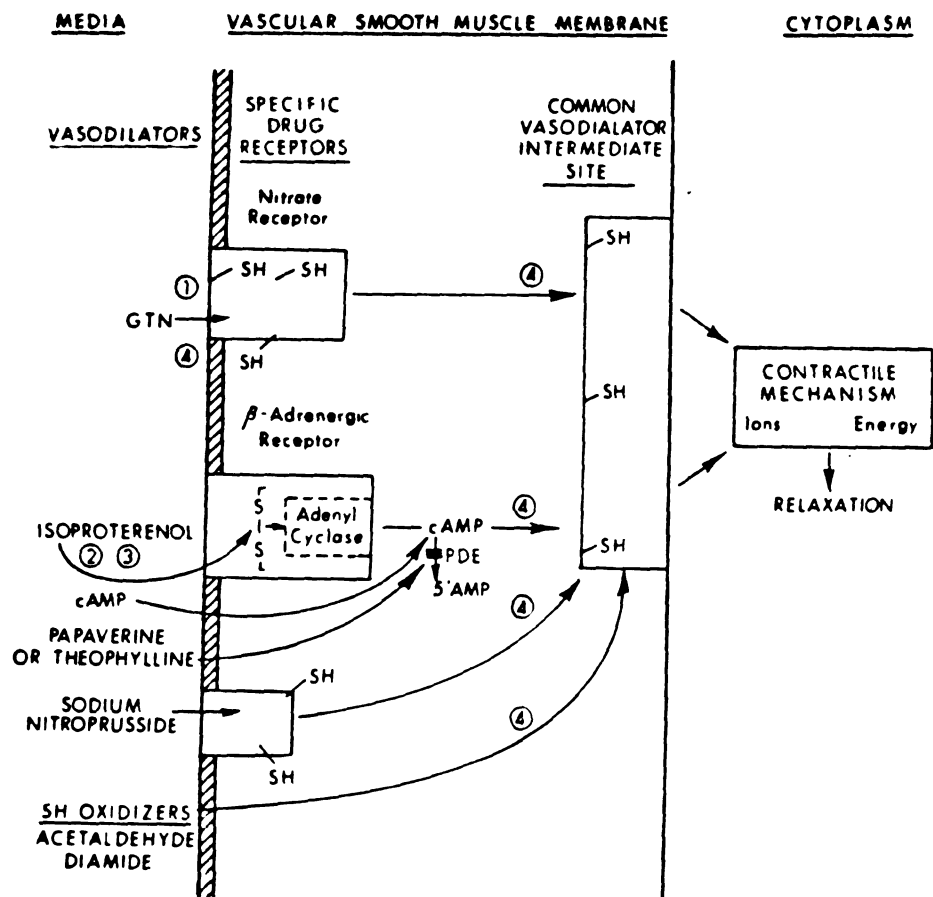 MEDIA
VASCULAR SMOOTH MUSCLE MEMBRANE
CYTOPLASM
VASODILATORS
SPECIFIC
DRUG
RECEPTORS
COMMON
VASODIALATOR
INTERMEDIATE
SITE
Nitrate
Receptor
SH SH
SH
①
GTN
④
④
SH
SH
SH
CONTRACTILE
MECHANISM
Ions Energy
RELAXATION
β-Adrenergic
Receptor
ISOPROTERENOL
② ③
S
I
S
Adenyl
Cyclase
cAMP
④
PDE
5'AMP
cAMP
PAPAVERINE
OR THEOPHYLLINE
④
SODIUM
NITROPRUSSIDE
SH
SH
④
SH OXIDIZERS
ACETALDEHYDE
DIAMIDE